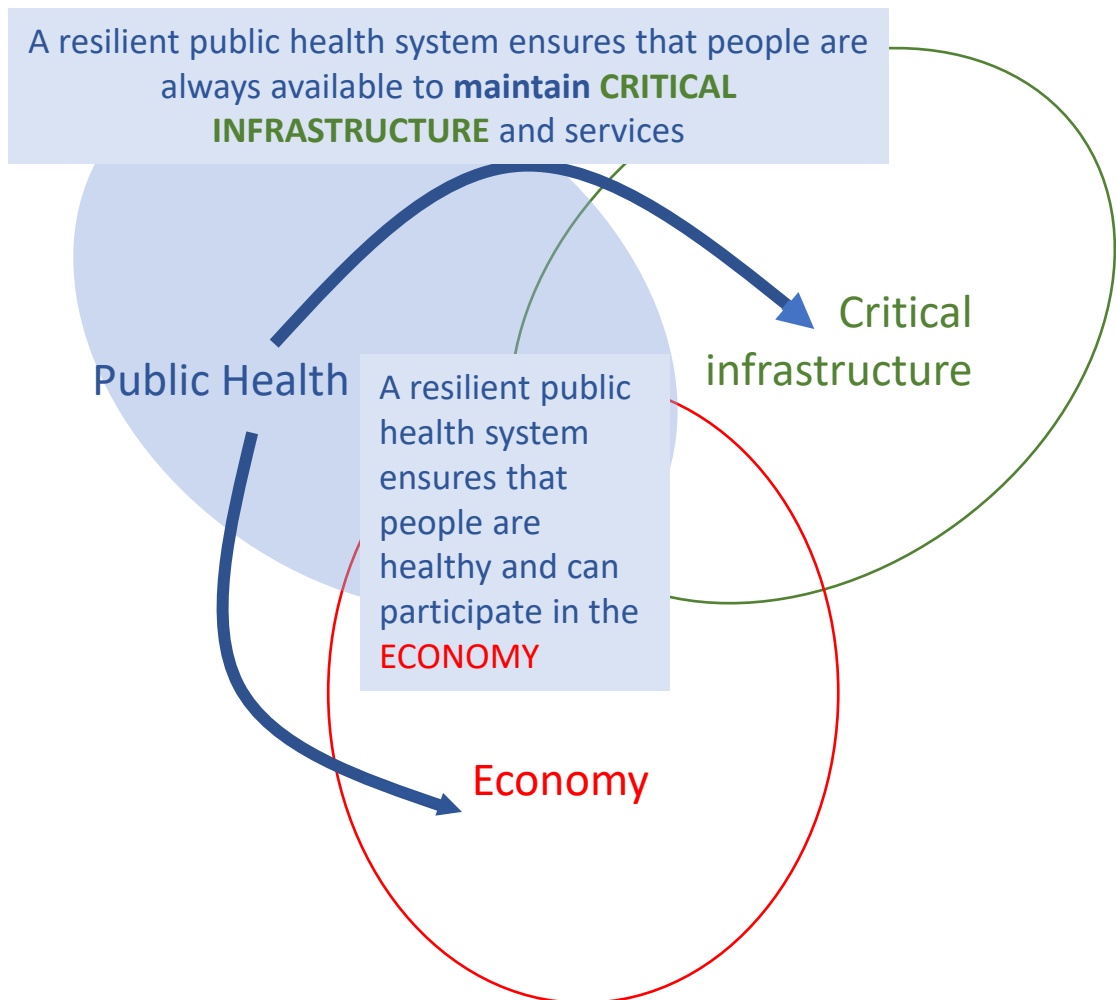 A resilient public health system ensures that people are
always available to maintain CRITICAL
INFRASTRUCTURE and services
Critical
infrastructure
Public Health
A resilient public
health system
ensures that
people are
healthy and can
participate in the
ECONOMY
Economy